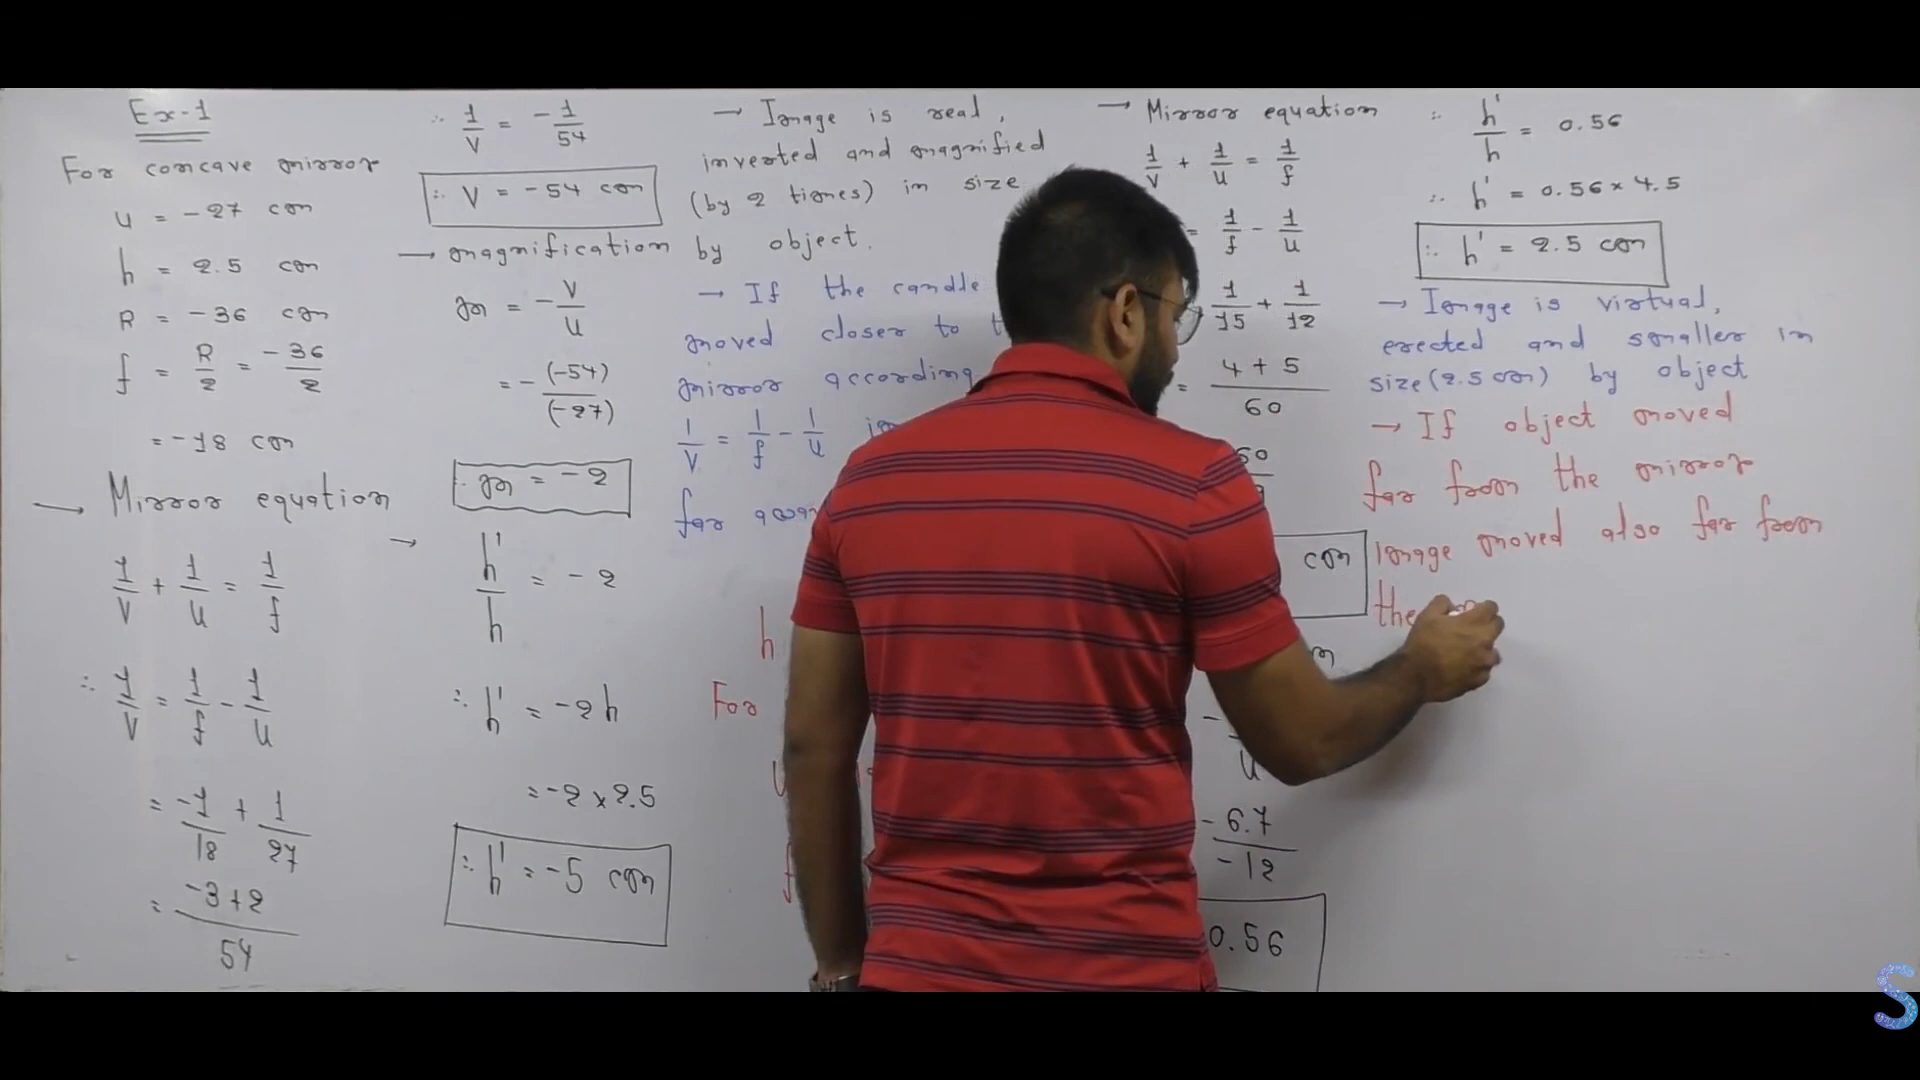 Ex-1
For concave mirror
u = -27 cm
h = 2.5 cm
R = -36 cm
f = R/2 = -36/2
= -18 cm
→ Mirror equation
1/v + 1/u = 1/f
∴ 1/v = 1/f - 1/u
= -1/18 + 1/27
= -3+2/54
∴ 1/v = -1/54
∴ v = -54 cm
→ magnification
m = -v/u
= - (-54)/(-27)
∴ m = -2
→ h'/h = -2
∴ h' = -2h
= -2 × 2.5
∴ h' = -5 cm
→ Image is real,
inverted and magnified
(by 2 times) in size
by object.
→ If the candle
moved closer to
mirror according
1/v = 1/f - 1/u
far away
h
For
u
f
→ Mirror equation
1/v + 1/u = 1/f
= 1/f - 1/u
1/15 + 1/12
= 4 + 5/60
cm
u
-6.7/-12
0.56
∴ h'/h = 0.56
∴ h' = 0.56 × 4.5
∴ h' = 2.5 cm
→ Image is virtual,
erected and smaller in
size (2.5 cm) by object
→ If object moved
far from the mirror
image moved also far from
the
S